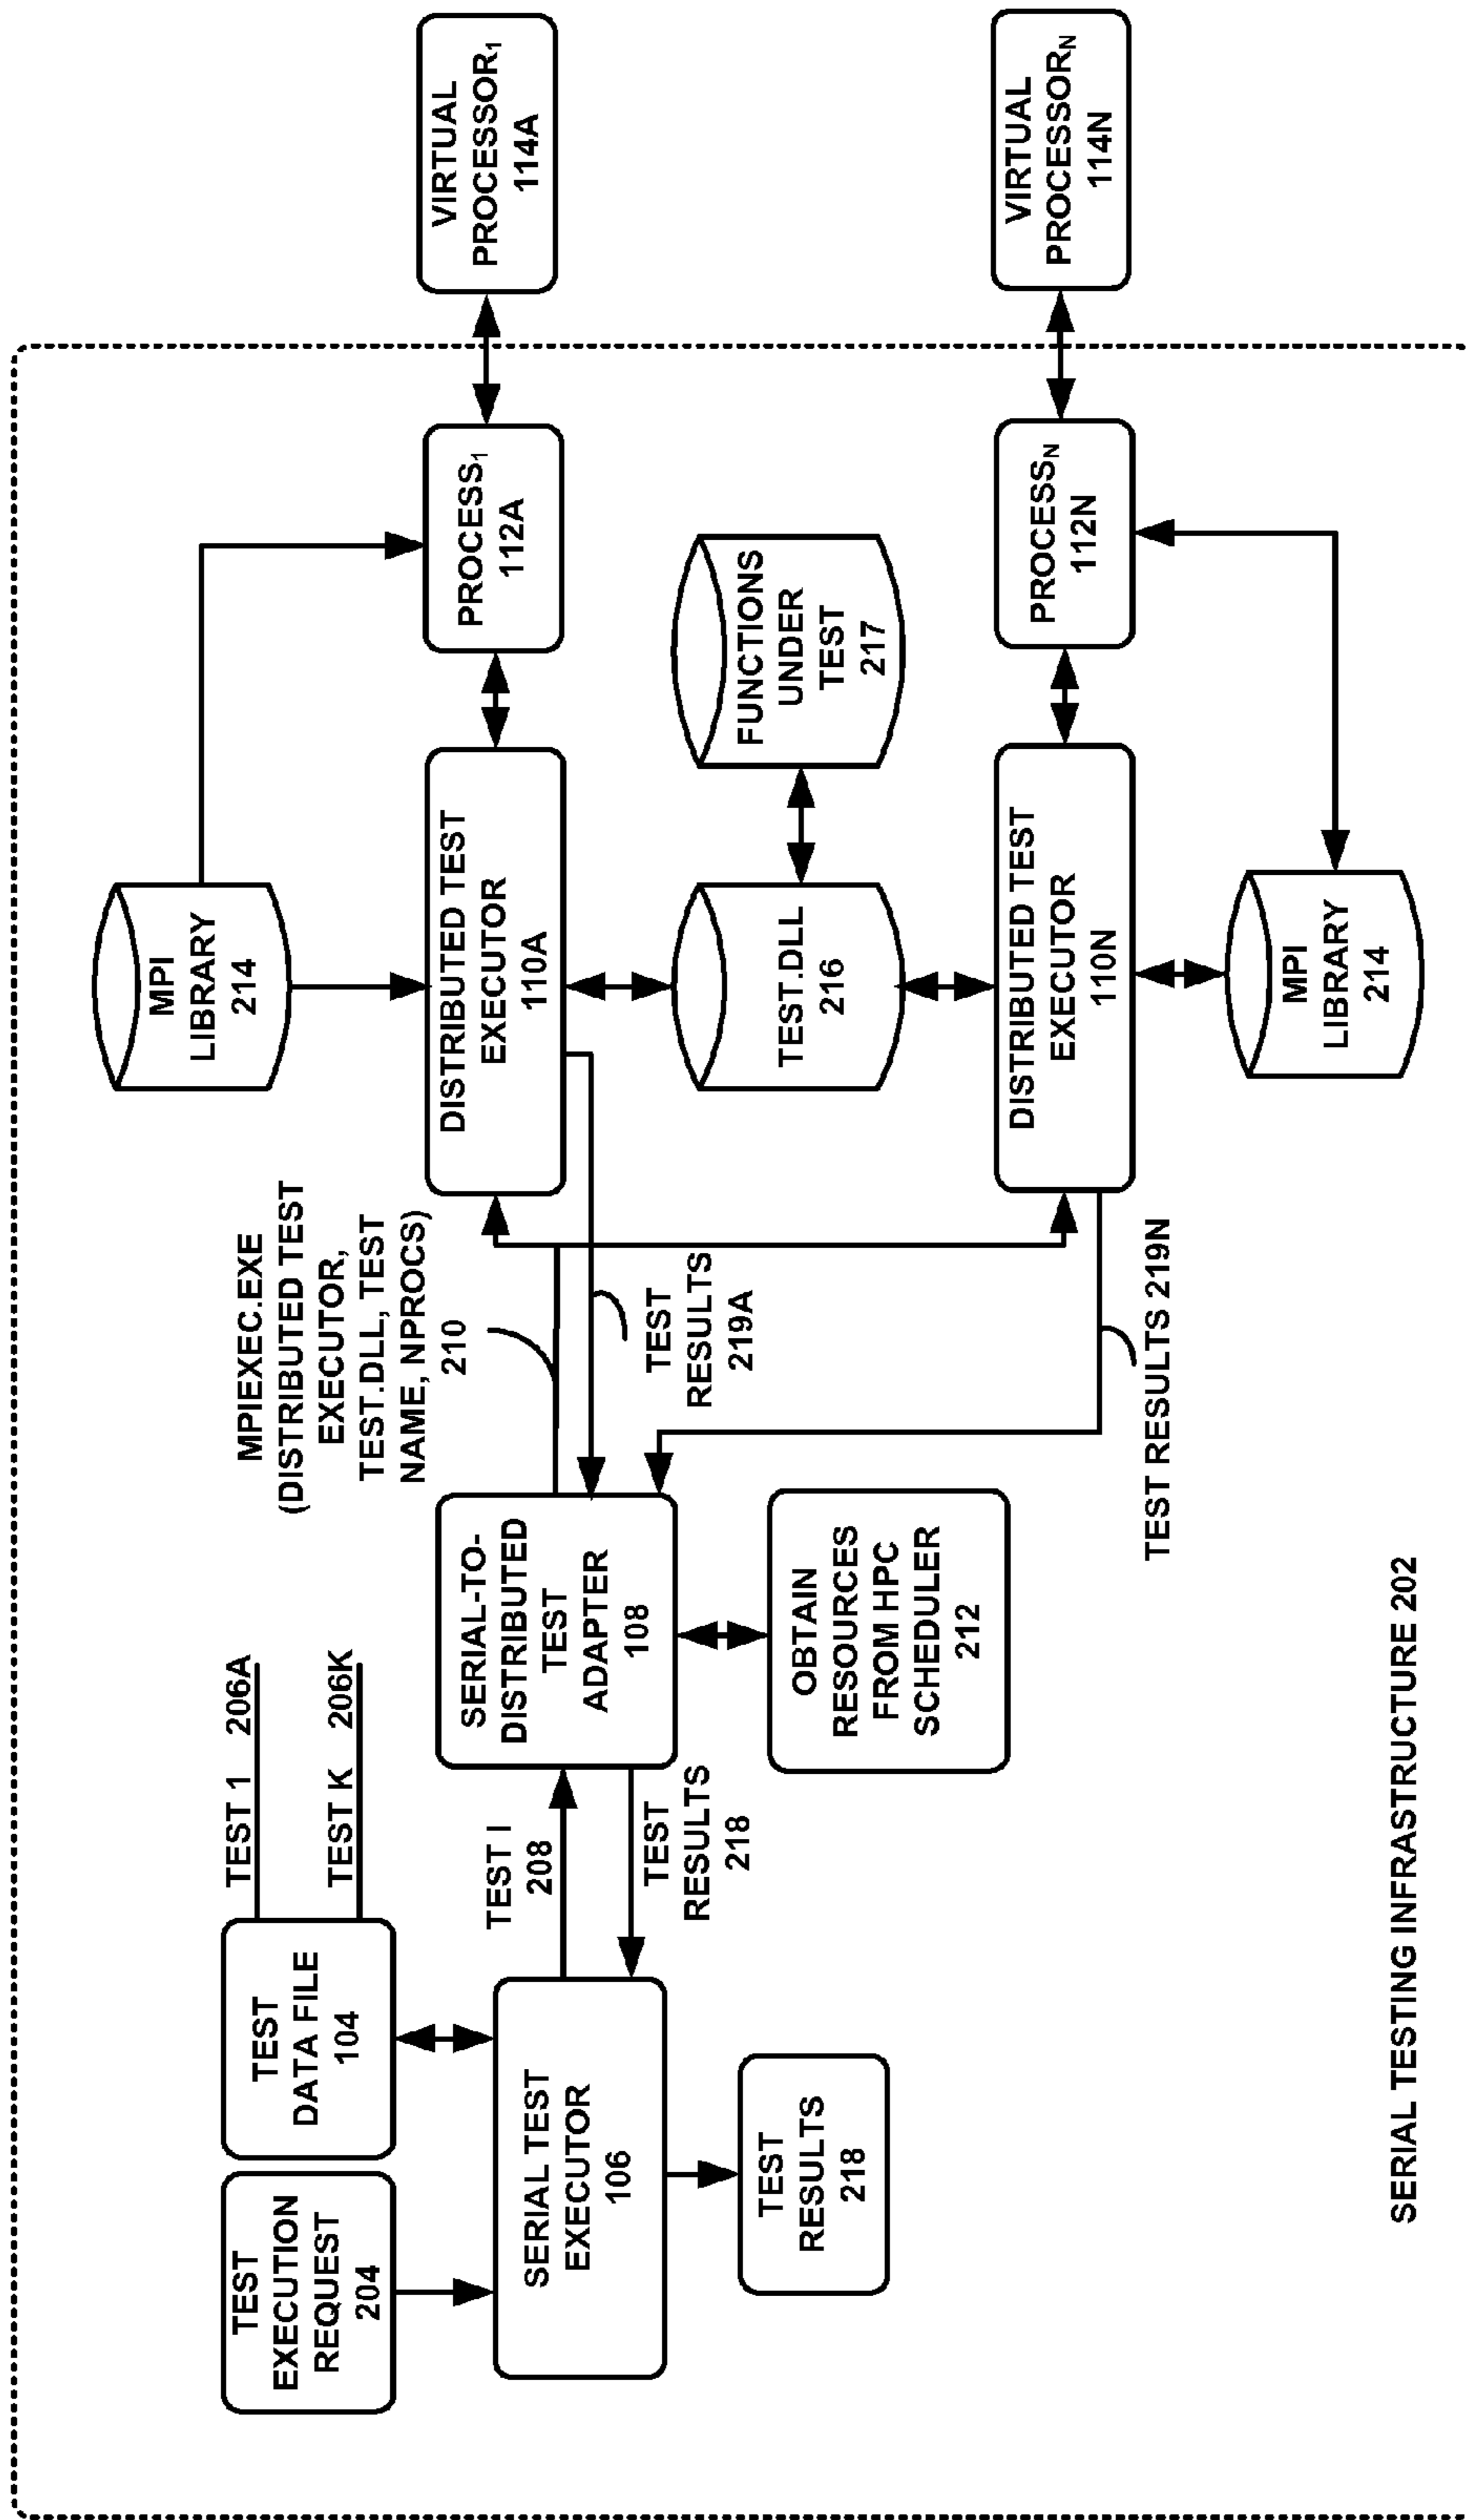 TEST
EXECUTION
REQUEST
204
TEST
DATA FILE
104
TEST 1 206A
TEST K 206K
SERIAL TEST
EXECUTOR
106
TEST
RESULTS
218
TEST I
208
TEST
RESULTS
218
SERIAL-TO-
DISTRIBUTED
TEST
ADAPTER
108
OBTAIN
RESOURCES
FROM HPC
SCHEDULER
212
MPIEXEC.EXE
(DISTRIBUTED TEST
EXECUTOR,
TEST.DLL, TEST
NAME, NPROCS)
210
TEST
RESULTS
219A
TEST RESULTS 219N
MPI
LIBRARY
214
DISTRIBUTED TEST
EXECUTOR
110A
TEST.DLL
216
FUNCTIONS
UNDER
TEST
217
DISTRIBUTED TEST
EXECUTOR
110N
MPI
LIBRARY
214
PROCESS1
112A
PROCESSN
112N
VIRTUAL
PROCESSOR1
114A
VIRTUAL
PROCESSORN
114N
SERIAL TESTING INFRASTRUCTURE 202